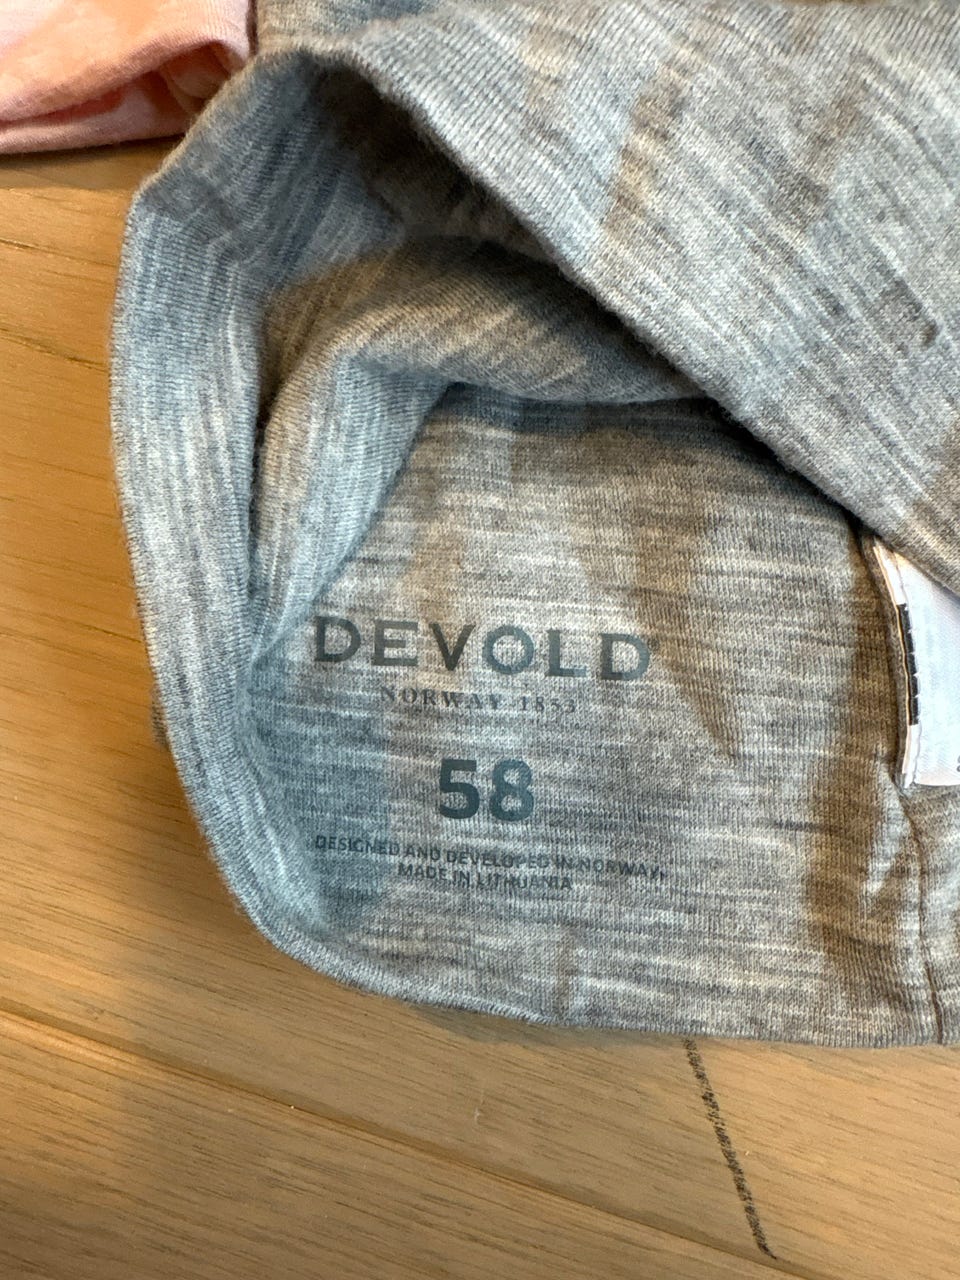 DEVOLD
NORWAY 1853
58
DESIGNED AND DEVELOPED IN NORWAY,
MADE IN LITHUANIA